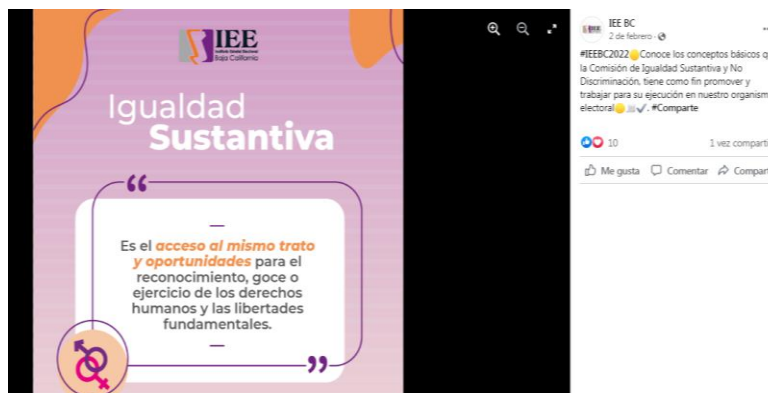 IEE
Instituto Estatal Electoral
Baja California
Igualdad
Sustantiva
“
Es el acceso al mismo trato
y oportunidades para el
reconocimiento, goce o
ejercicio de los derechos
humanos y las libertades
fundamentales.
”
IEE BC
2 de febrero ·
#IEEBC2022 Conoce los conceptos básicos q
la Comisión de Igualdad Sustantiva y No
Discriminación, tiene como fin promover y
trabajar para su ejecución en nuestro organism
electoral . #Comparte
10 1 vez comparti
Me gusta Comentar Compart